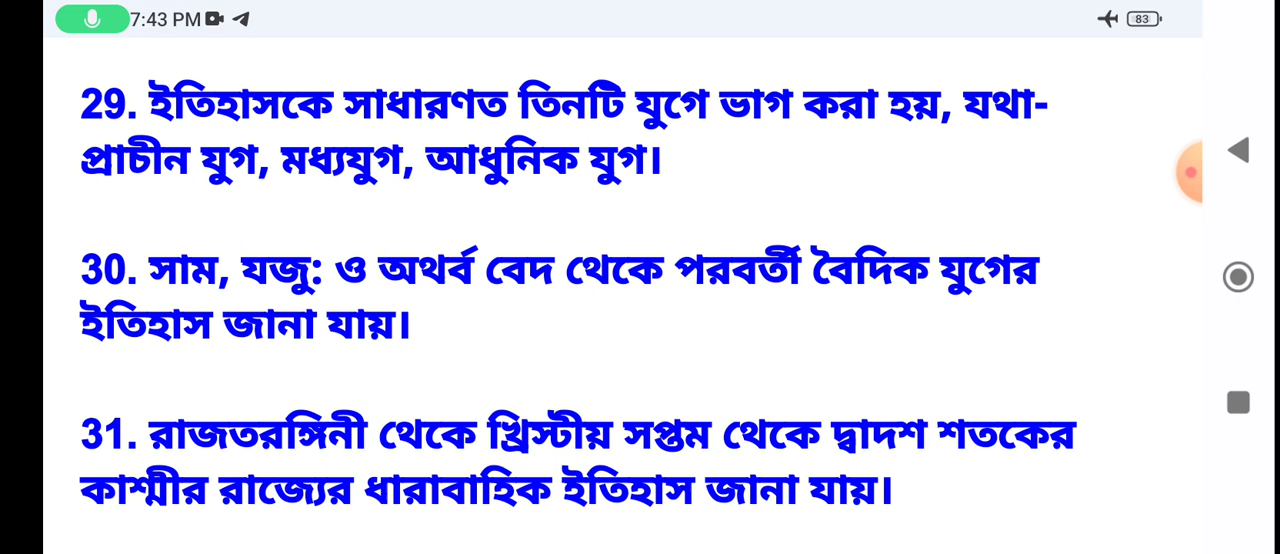 7:43 PM
83
29. ইতিহাসকে সাধারণত তিনটি যুগে ভাগ করা হয়, যথা-
প্রাচীন যুগ, মধ্যযুগ, আধুনিক যুগ।
30. সাম, যজু: ও অথর্ব বেদ থেকে পরবর্তী বৈদিক যুগের
ইতিহাস জানা যায়।
31. রাজতরঙ্গিনী থেকে খ্রিস্টীয় সপ্তম থেকে দ্বাদশ শতকের
কাশ্মীর রাজ্যের ধারাবাহিক ইতিহাস জানা যায়।